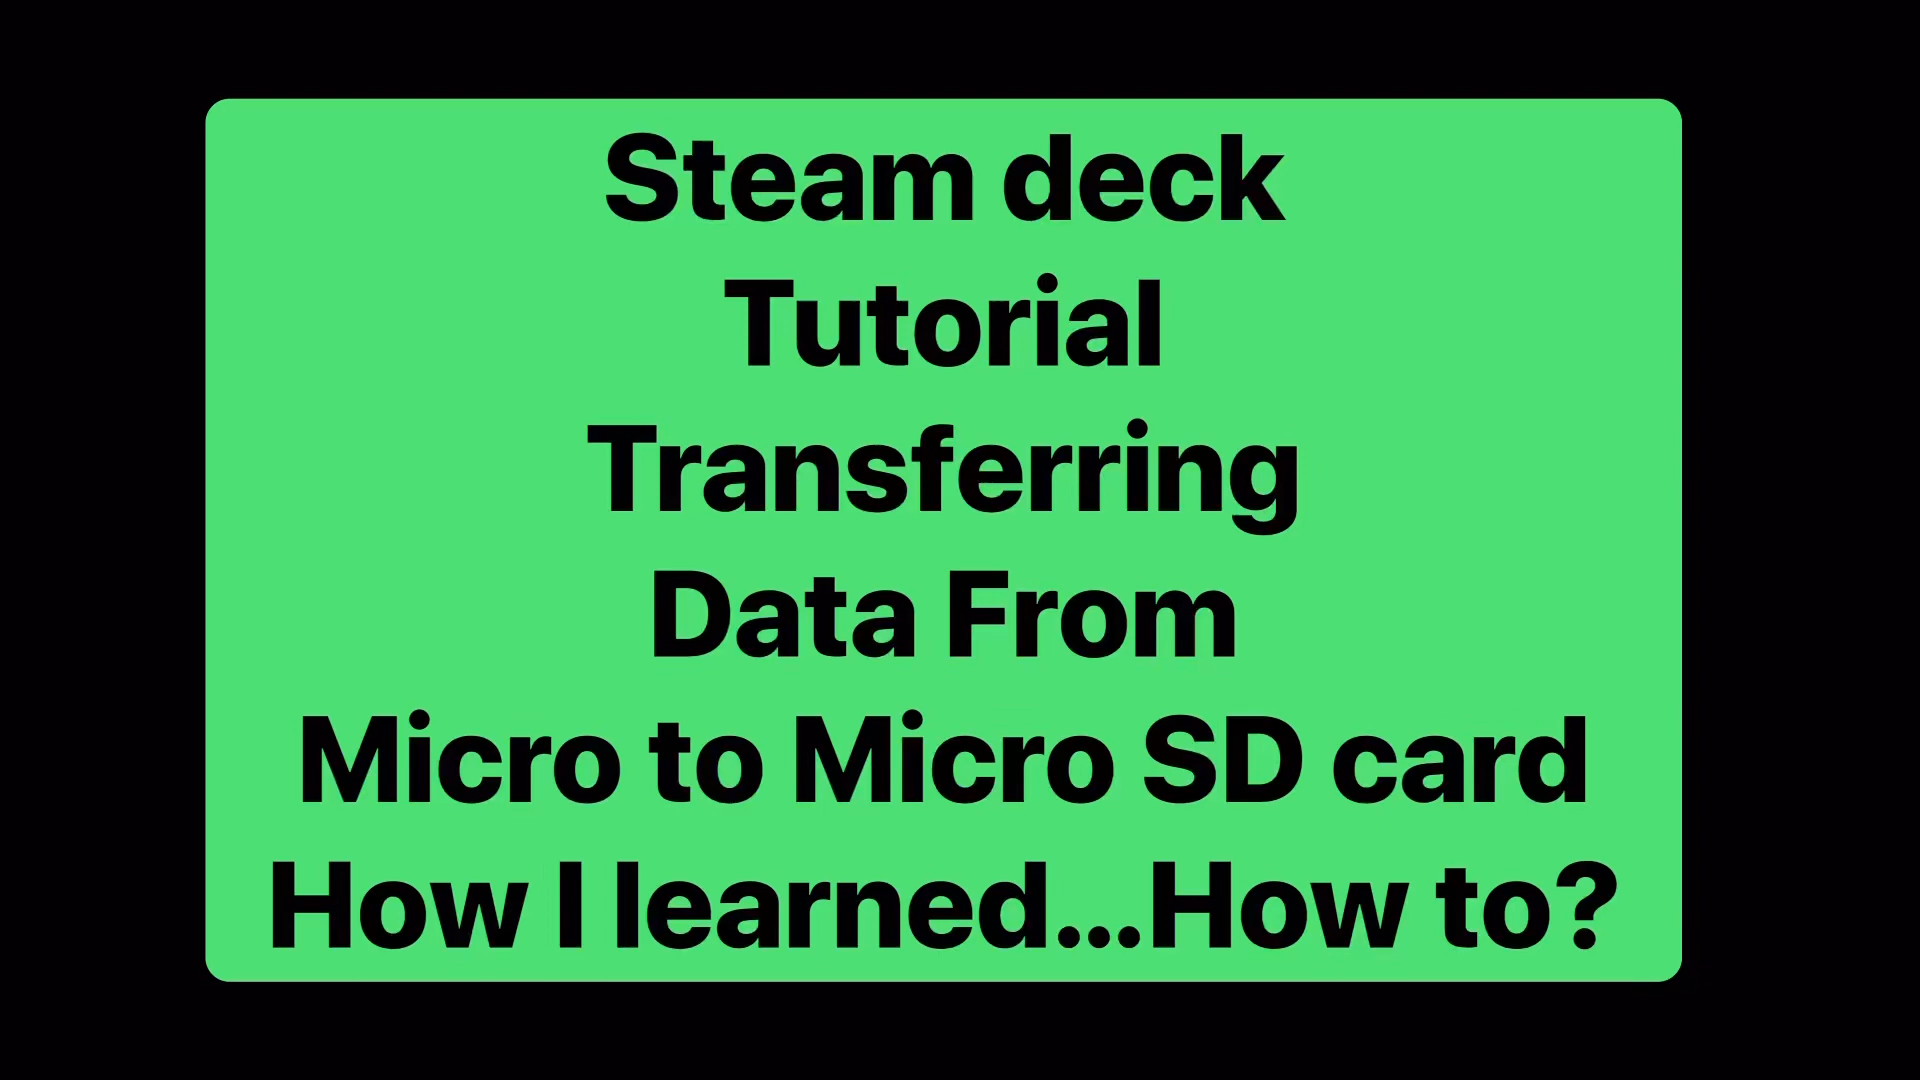 Steam deck
Tutorial
Transferring
Data From
Micro to Micro SD card
How I learned...How to?